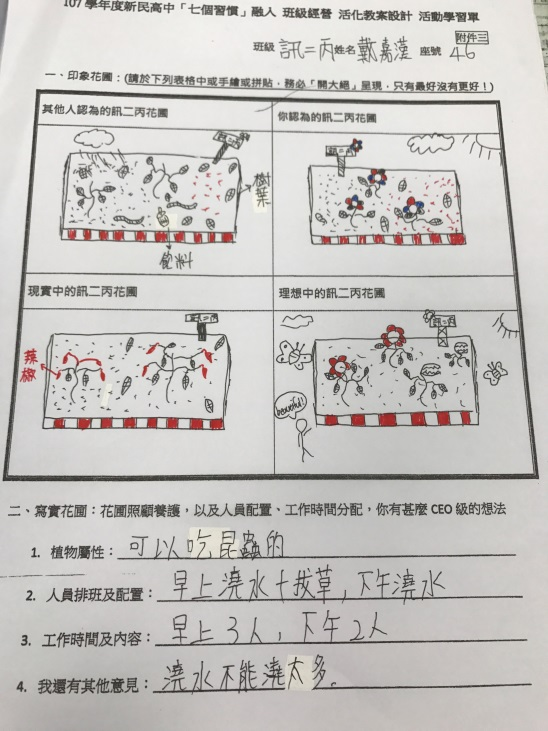 107 學年度新民高中「七個習慣」融入 班級經營 活化教案設計 活動學習單
附件三
班級 訊二丙 姓名 戴嘉漢 座號 46
一、印象花圃：(請於下列表格中或手繪或拼貼，務必「開大絕」呈現，只有最好沒有更好！)
其他人認為的訊二丙花圃
你認為的訊二丙花圃
樹葉
飲料
現實中的訊二丙花圃
理想中的訊二丙花圃
訊二丙
辣椒
beautiful!
二、寫實花圃：花圃照顧養護，以及人員配置、工作時間分配，你有甚麼 CEO 級的想法
1. 植物屬性：可以吃昆蟲的
2. 人員排班及配置：早上澆水+拔草，下午澆水
3. 工作時間及內容：早上3人，下午2人
4. 我還有其他意見：澆水不能澆太多。